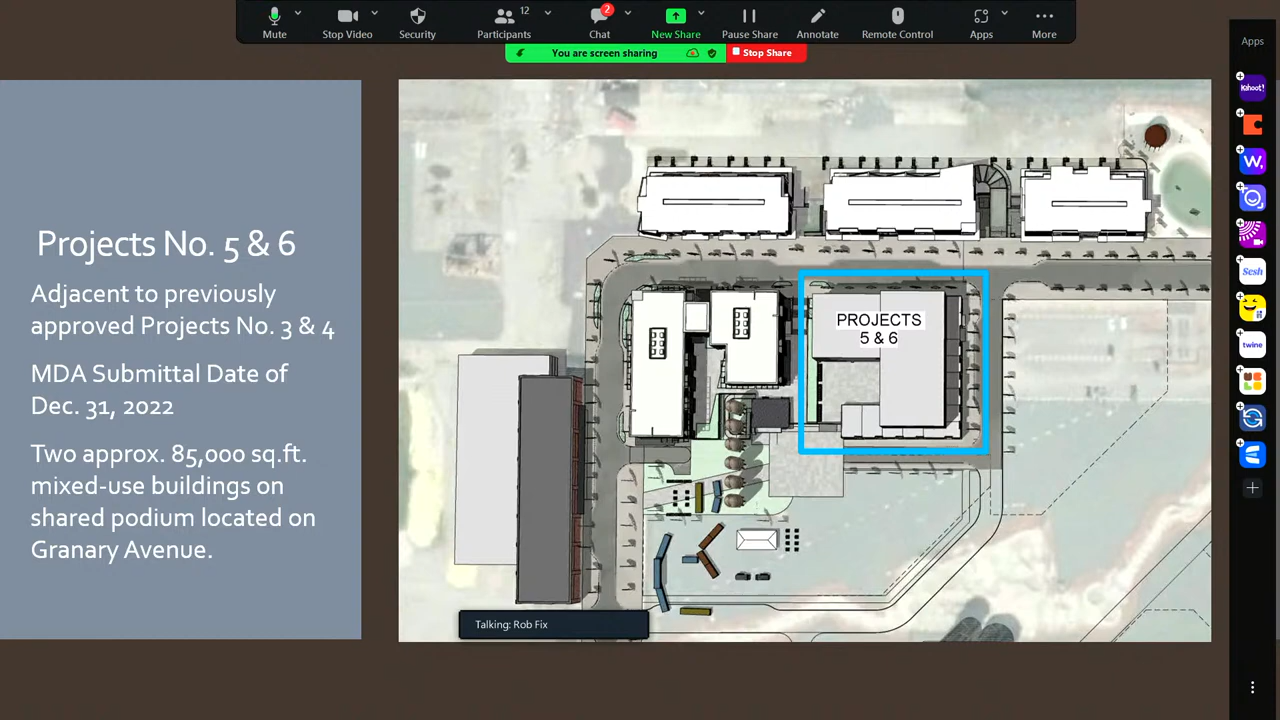 12
2
Mute
Stop Video
Security
Participants
Chat
New Share
Pause Share
Annotate
Remote Control
Apps
More
You are screen sharing
Stop Share
Apps
Kahoot!
W
Sesh
twine
Projects No. 5 & 6
Adjacent to previously
approved Projects No. 3 & 4
MDA Submittal Date of
Dec. 31, 2022
Two approx. 85,000 sq.ft.
mixed-use buildings on
shared podium located on
Granary Avenue.
PROJECTS
5 & 6
Talking: Rob Fix